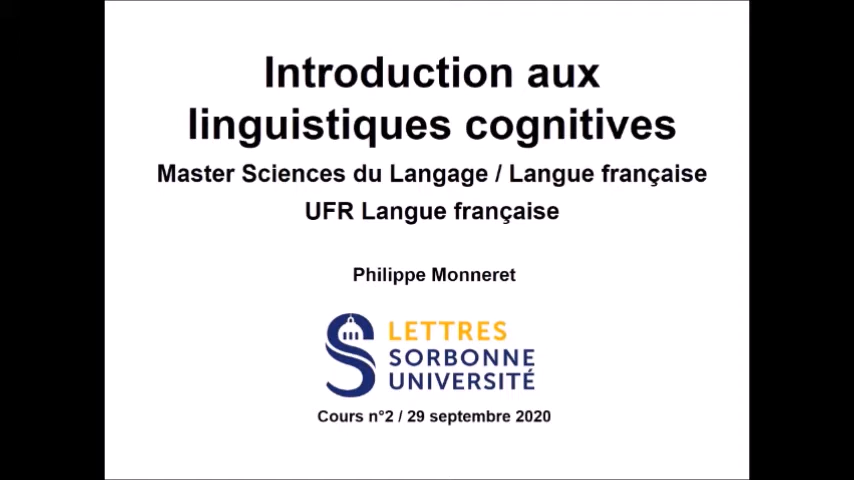 Introduction aux
linguistiques cognitives
Master Sciences du Langage / Langue française
UFR Langue française
Philippe Monneret
LETTRES
SORBONNE
UNIVERSITÉ
Cours n°2 / 29 septembre 2020